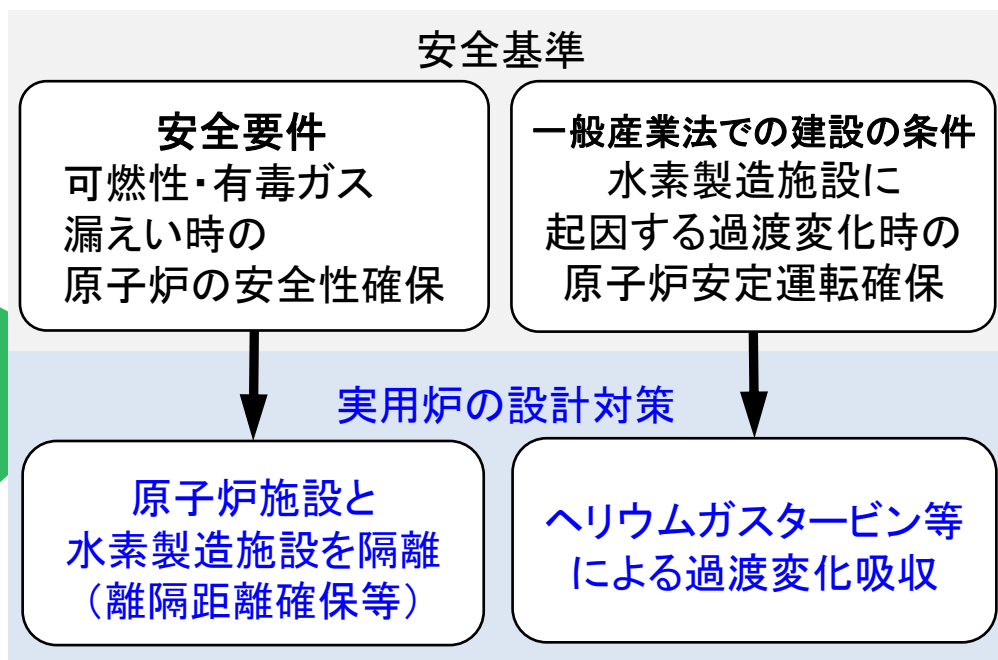 安全基準
安全要件
可燃性・有毒ガス
漏えい時の
原子炉の安全性確保
一般産業法での建設の条件
水素製造施設に
起因する過渡変化時の
原子炉安定運転確保
実用炉の設計対策
原子炉施設と
水素製造施設を隔離
（離隔距離確保等）
ヘリウムガスタービン等
による過渡変化吸収